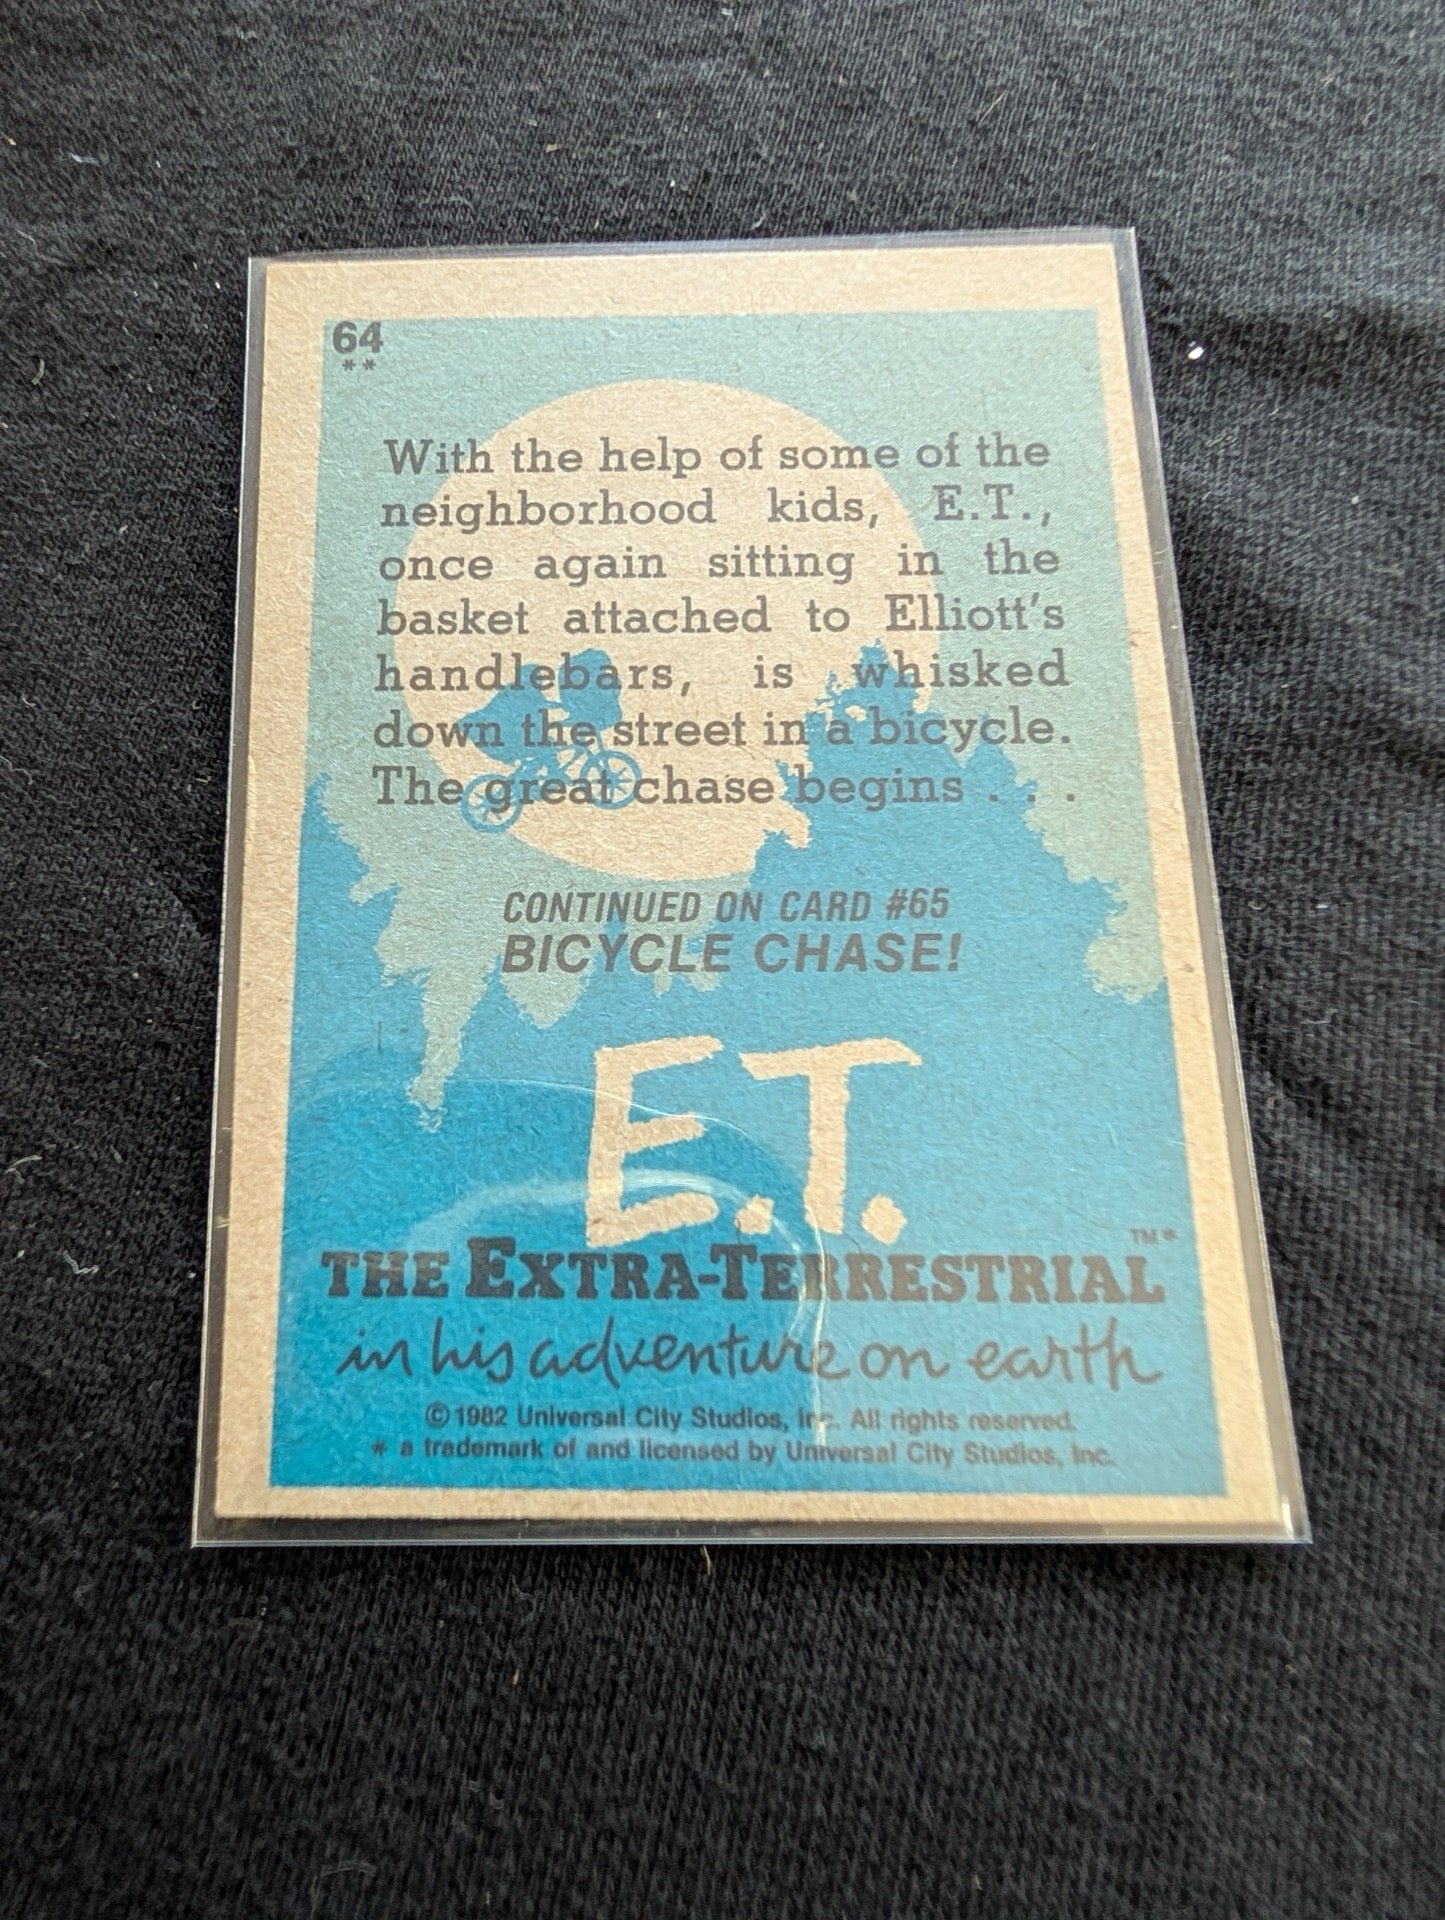 64
**
With the help of some of the
neighborhood kids, E.T.,
once again sitting in the
basket attached to Elliott's
handlebars, is whisked
down the street in a bicycle.
The great chase begins . . .
CONTINUED ON CARD #65
BICYCLE CHASE!
E.T.
THE EXTRA-TERRESTRIAL™*
in his adventure on earth
© 1982 Universal City Studios, Inc. All rights reserved.
* a trademark of and licensed by Universal City Studios, Inc.